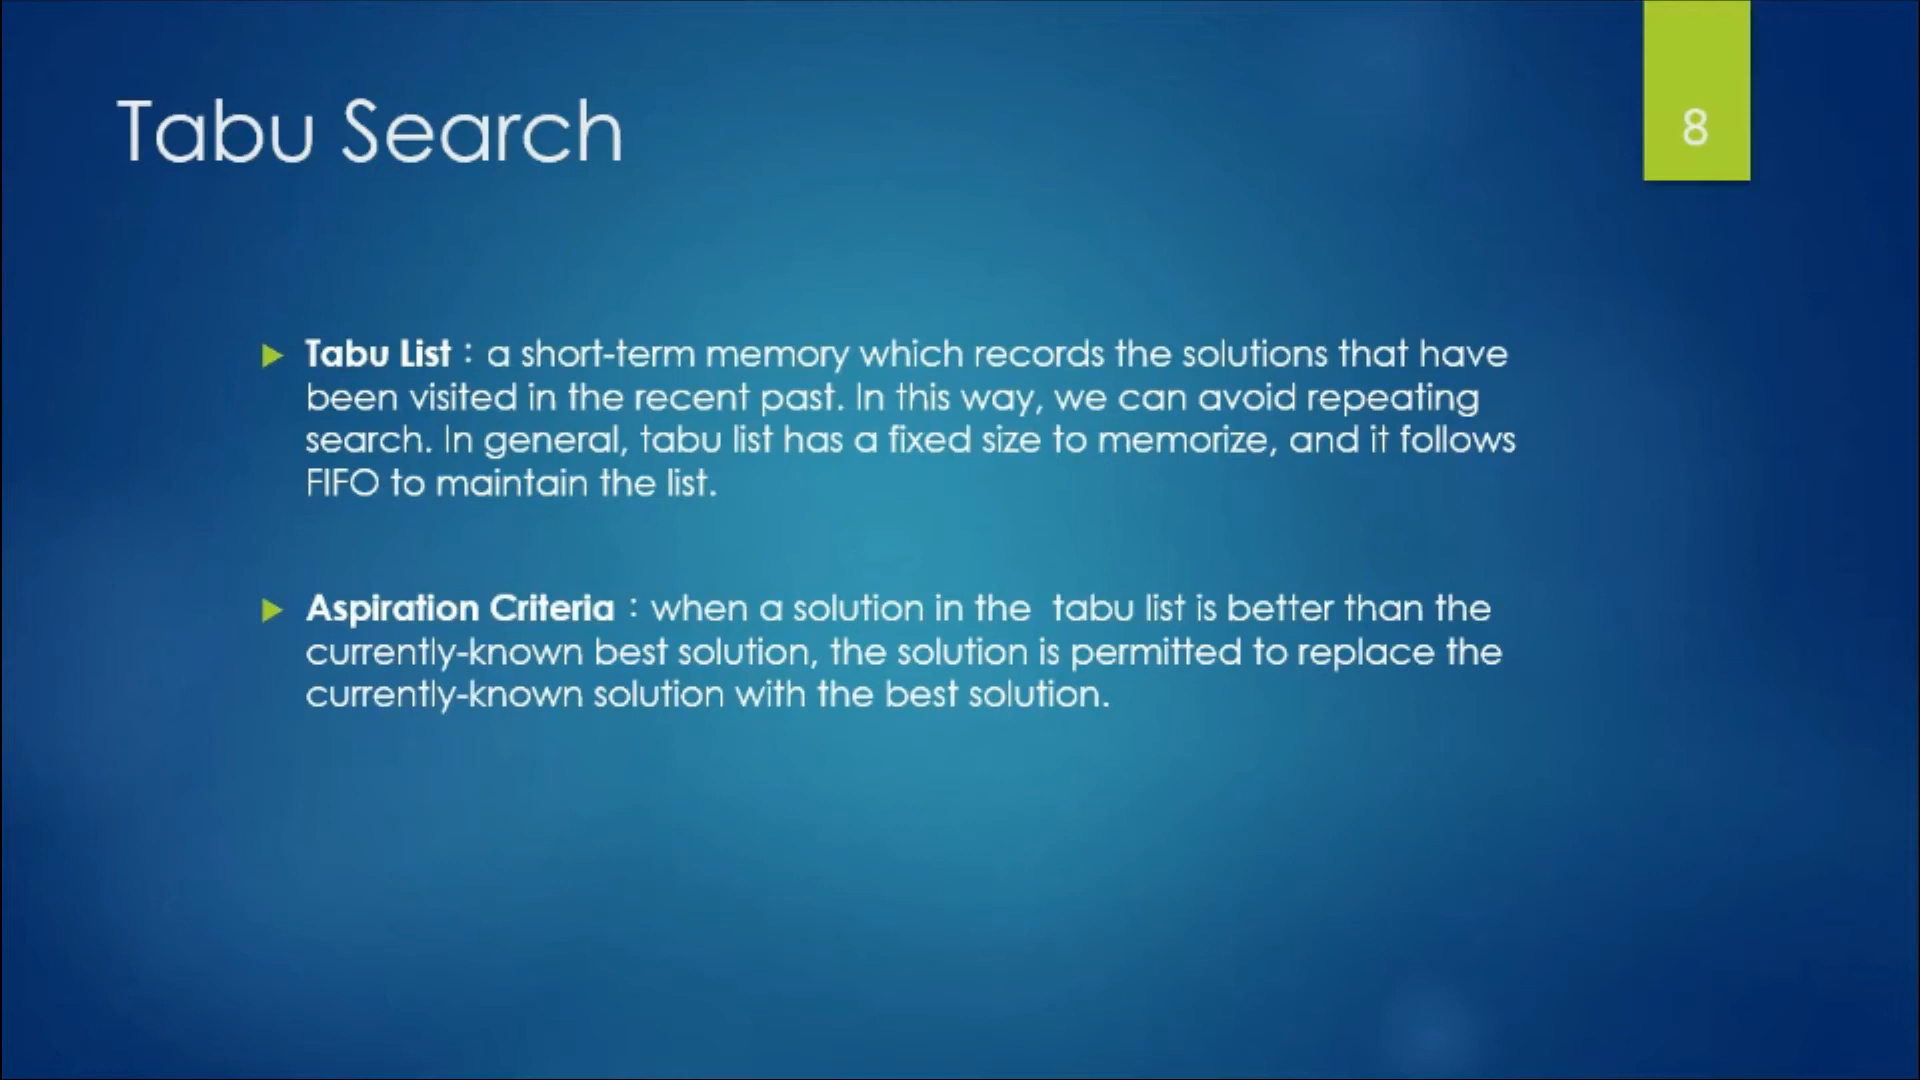 Tabu Search
8
Tabu List：a short-term memory which records the solutions that have
been visited in the recent past. In this way, we can avoid repeating
search. In general, tabu list has a fixed size to memorize, and it follows
FIFO to maintain the list.
Aspiration Criteria：when a solution in the  tabu list is better than the
currently-known best solution, the solution is permitted to replace the
currently-known solution with the best solution.